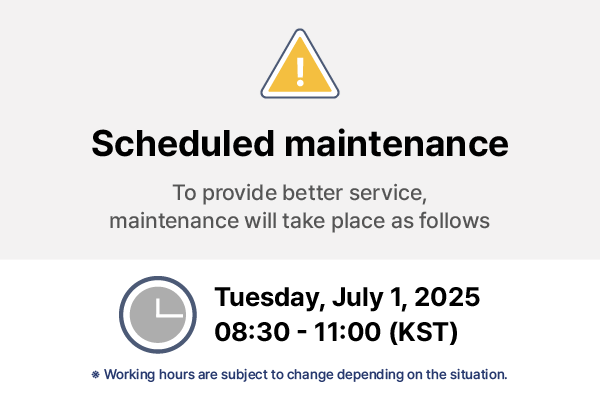 Scheduled maintenance
To provide better service,
maintenance will take place as follows
Tuesday, July 1, 2025
08:30 - 11:00 (KST)
※ Working hours are subject to change depending on the situation.